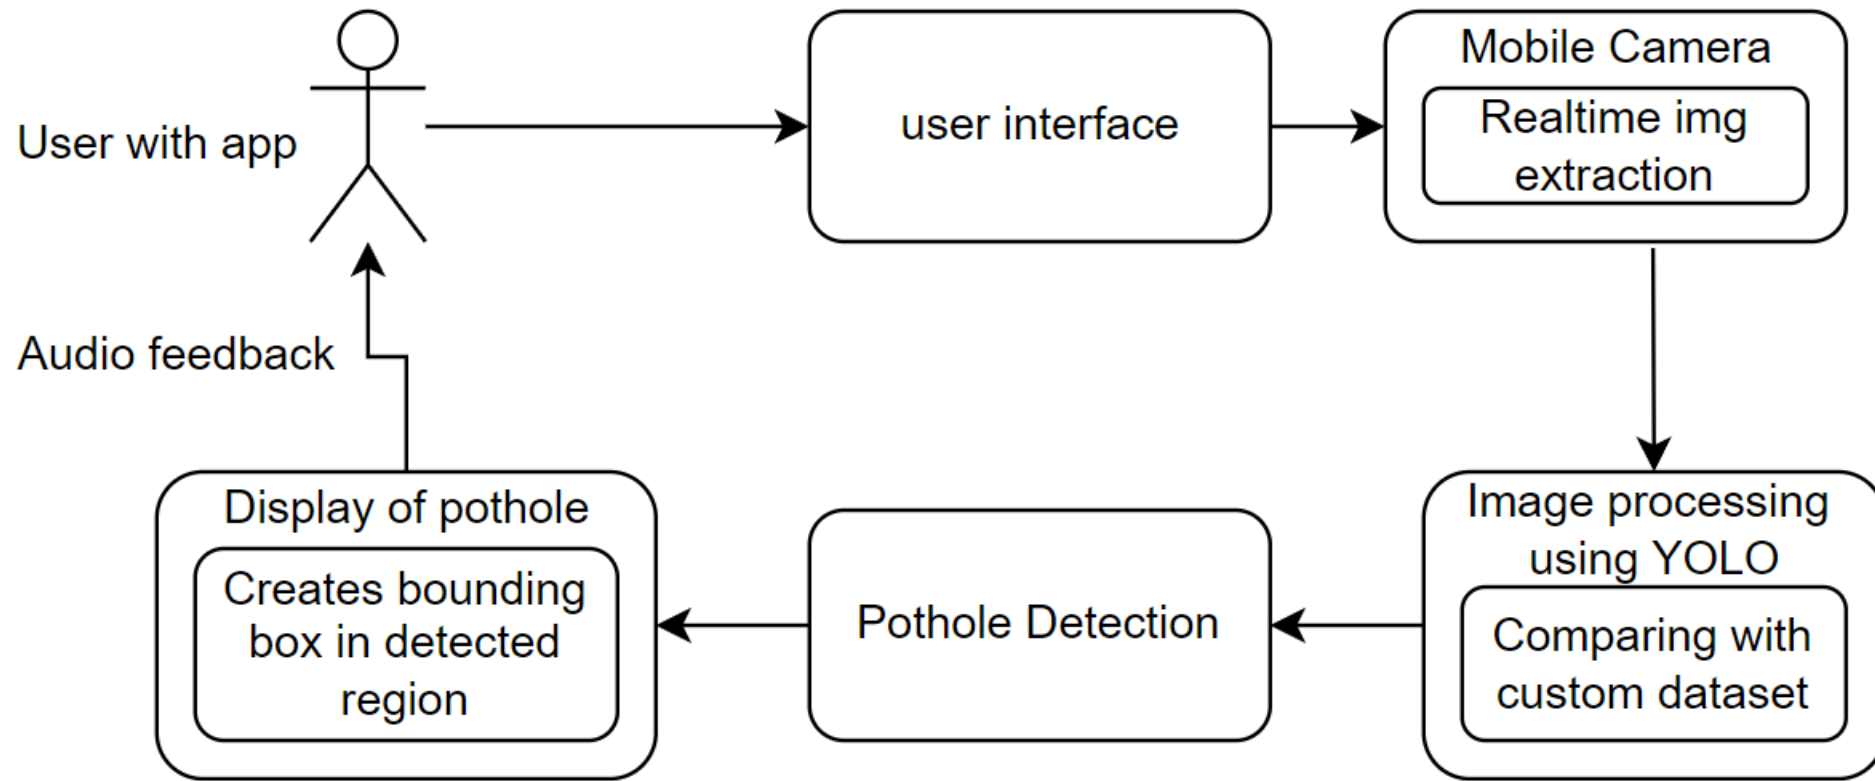 User with app
user interface
Mobile Camera
Realtime img
extraction
Image processing
using YOLO
Comparing with
custom dataset
Pothole Detection
Display of pothole
Creates bounding
box in detected
region
Audio feedback